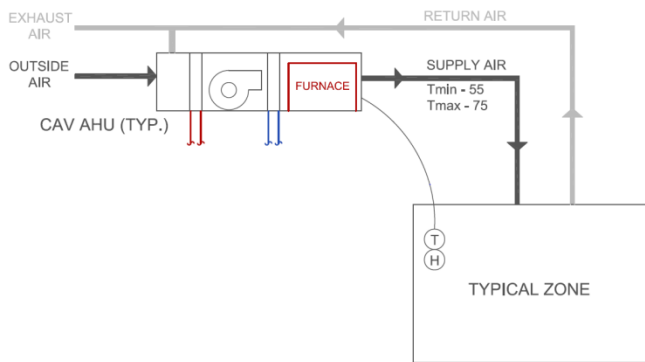 EXHAUST
AIR
RETURN AIR
OUTSIDE
AIR
FURNACE
SUPPLY AIR
Tmin - 55
Tmax - 75
CAV AHU (TYP.)
T
H
TYPICAL ZONE